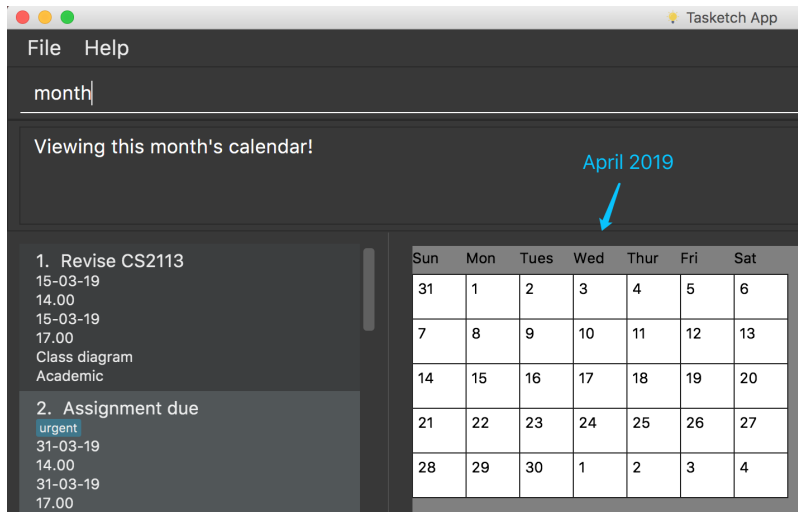 Tasketch App
File Help
month
Viewing this month's calendar!
April 2019
1. Revise CS2113
15-03-19
14.00
15-03-19
17.00
Class diagram
Academic
2. Assignment due
urgent
31-03-19
14.00
31-03-19
17.00
Sun Mon Tues Wed Thur Fri Sat
31 1 2 3 4 5 6
7 8 9 10 11 12 13
14 15 16 17 18 19 20
21 22 23 24 25 26 27
28 29 30 1 2 3 4